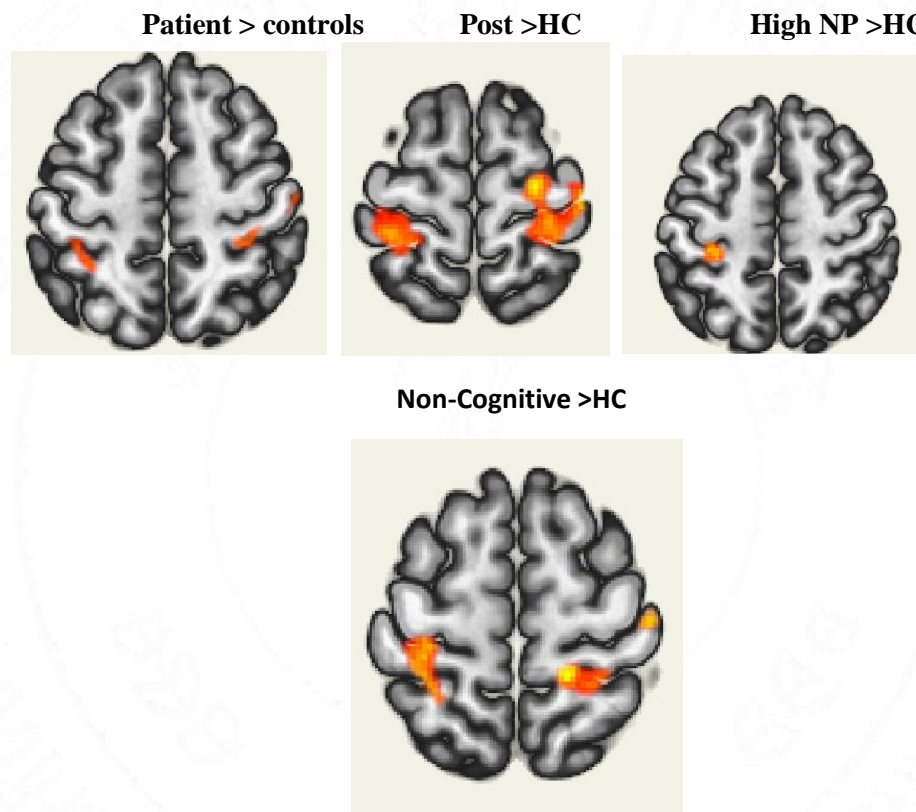 Patient > controls
Post >HC
High NP >HC
Non-Cognitive >HC